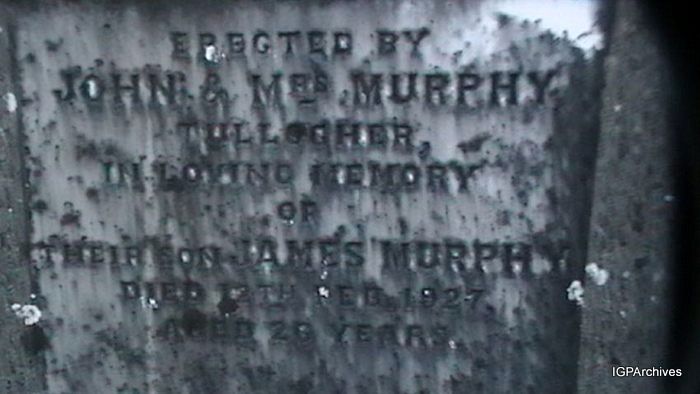 ERECTED BY
JOHN & MRS MURPHY
TULLOGHER,
IN LOVING MEMORY
OF
THEIR SON JAMES MURPHY
DIED 12TH FEB. 1927
AGED 26 YEARS.
IGPArchives